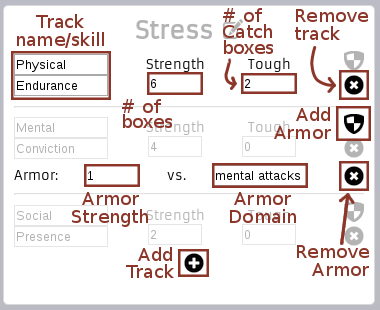 Track
name/skill
Stress
# of
Catch
boxes
Remove
track
Physical
Strength
Tough
Endurance
6
2
# of
boxes
Add
Armor
Mental
Strength
Tough
Conviction
4
0
Armor:
1
vs.
mental attacks
Armor
Strength
Armor
Domain
Social
Strength
Tough
Presence
2
0
Add
Track
Remove
Armor